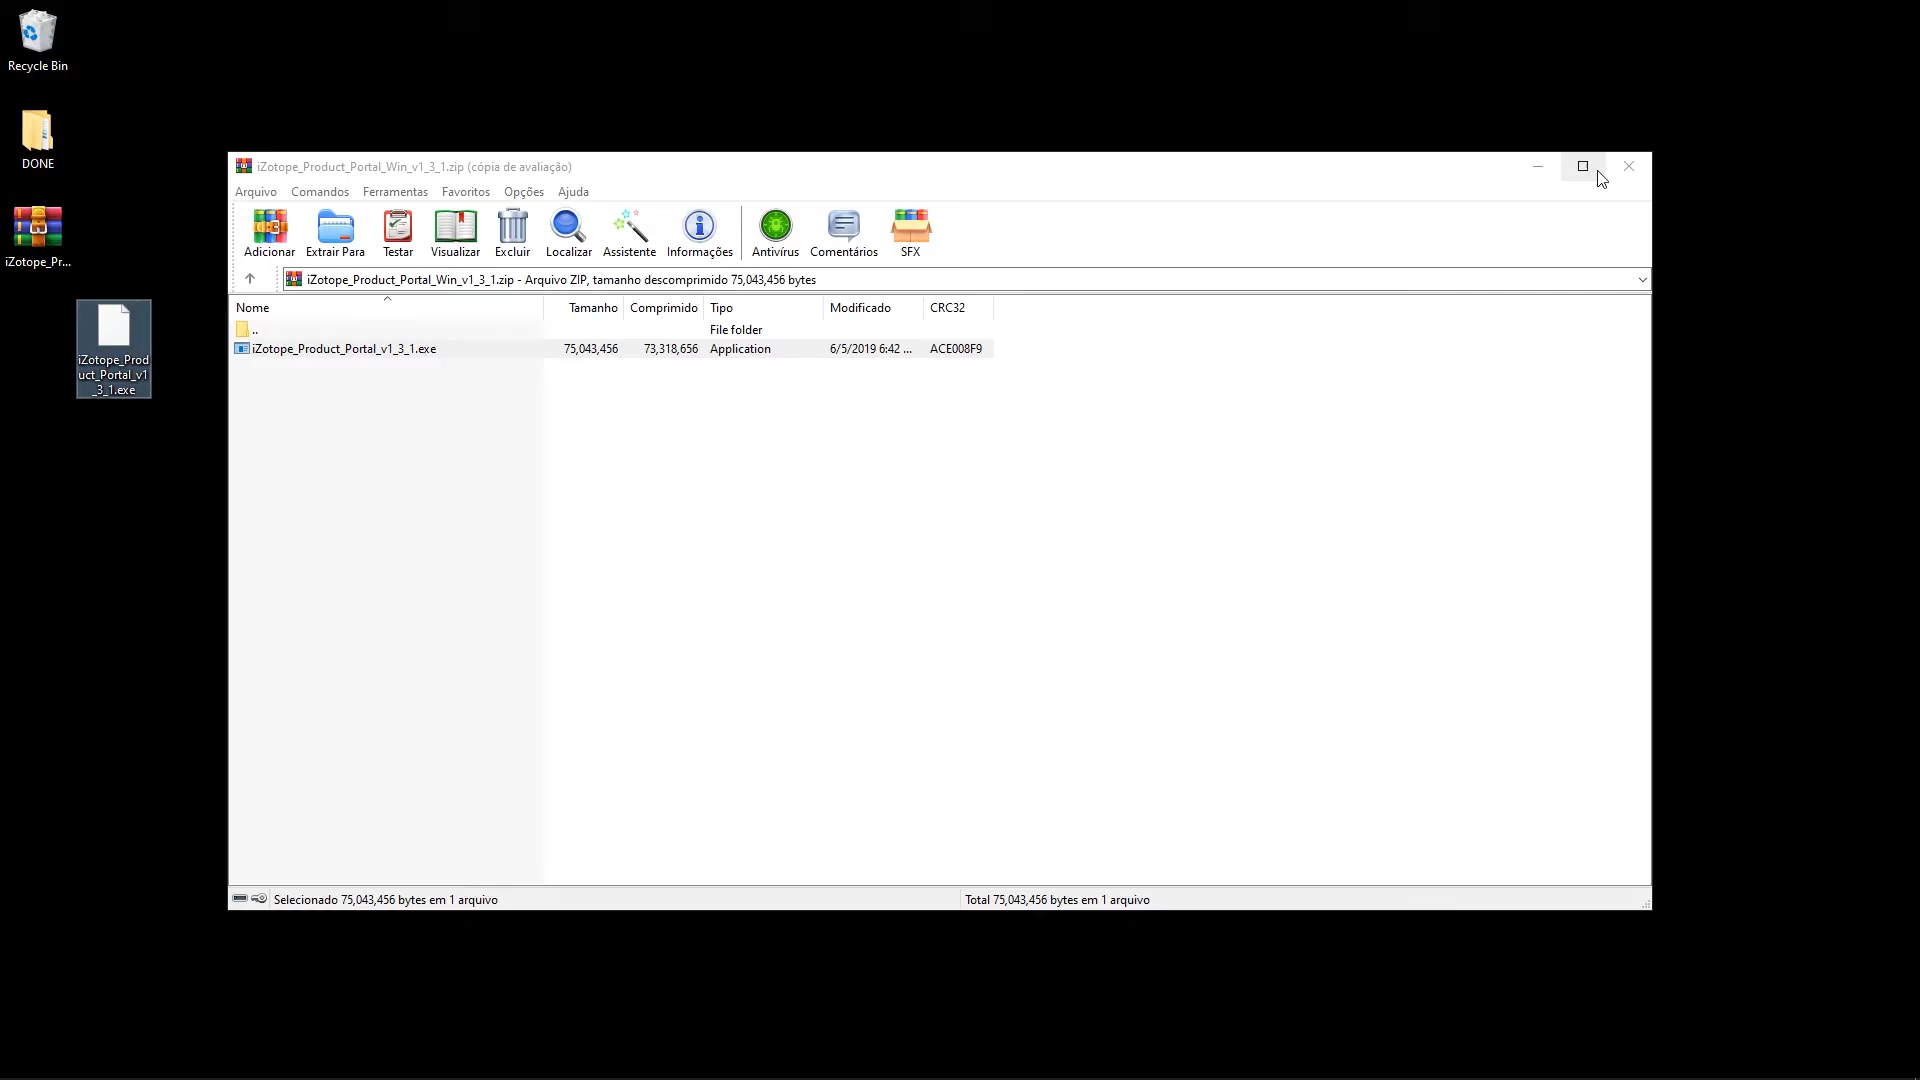 Recycle Bin
DONE
iZotope_Pr...
iZotope_Prod
uct_Portal_v1
_3_1.exe
iZotope_Product_Portal_Win_v1_3_1.zip (cópia de avaliação)
Arquivo Comandos Ferramentas Favoritos Opções Ajuda
Adicionar Extrair Para Testar Visualizar Excluir Localizar Assistente Informações Antivírus Comentários SFX
iZotope_Product_Portal_Win_v1_3_1.zip - Arquivo ZIP, tamanho descomprimido 75,043,456 bytes
Nome Tamanho Comprimido Tipo Modificado CRC32
.. File folder
iZotope_Product_Portal_v1_3_1.exe 75,043,456 73,318,656 Application 6/5/2019 6:42 ... ACE008F9
Selecionado 75,043,456 bytes em 1 arquivo Total 75,043,456 bytes em 1 arquivo